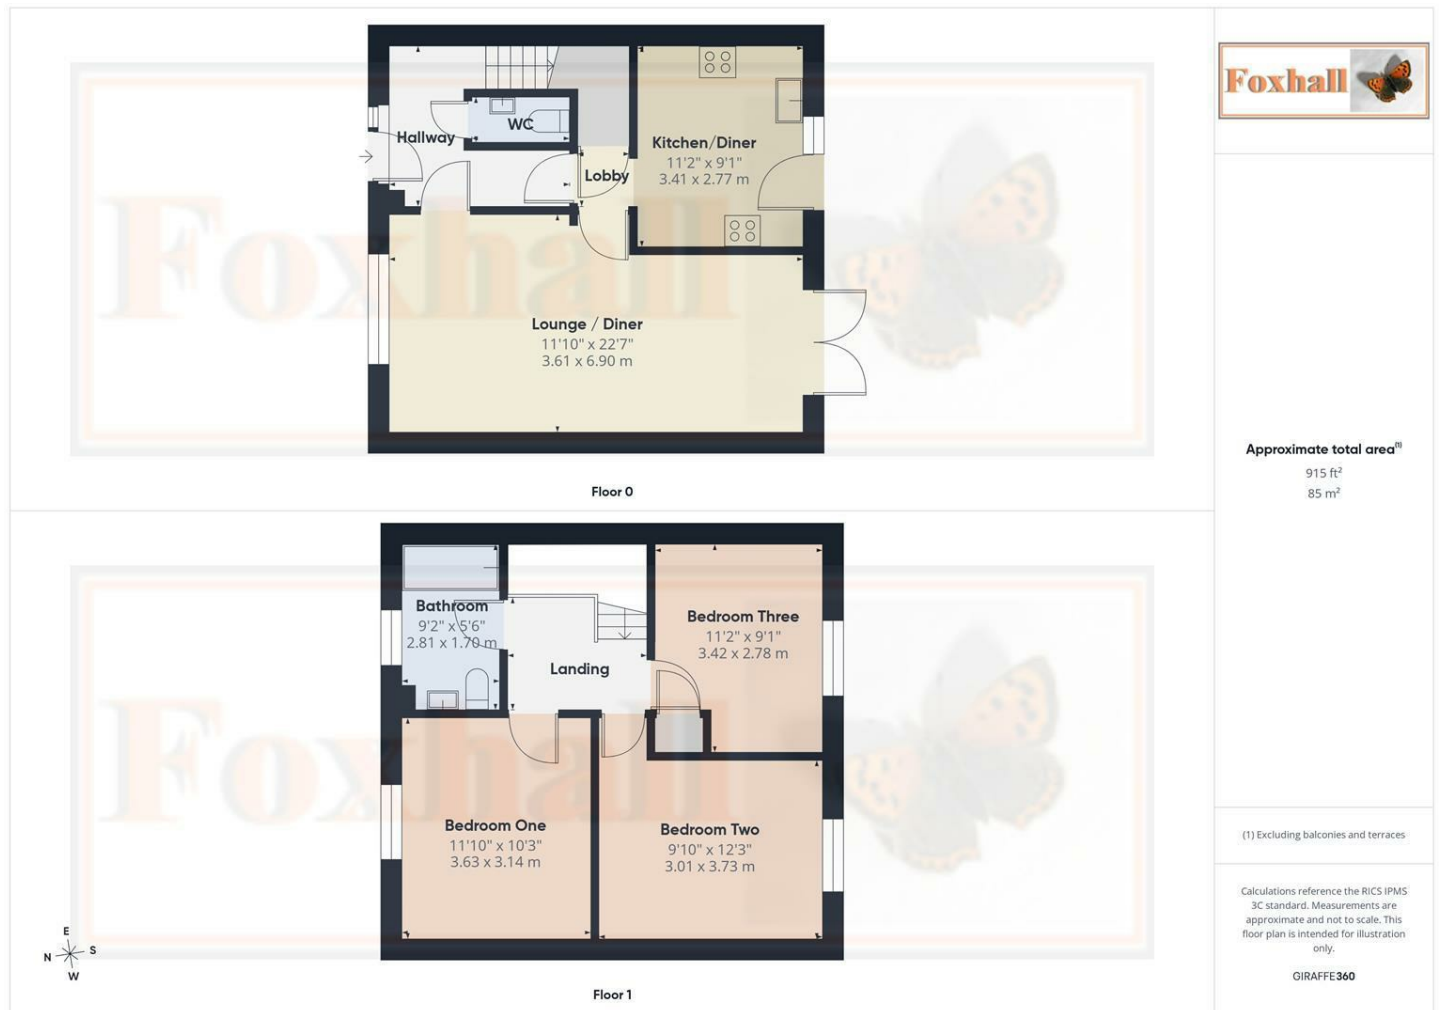 Foxhall
WC
Hallway
Kitchen/Diner
11'2" x 9'1"
3.41 x 2.77 m
Lobby
Foxhall
Lounge / Diner
11'10" x 22'7"
3.61 x 6.90 m
Floor 0
Approximate total area(1)
915 ft²
85 m²
Bathroom
9'2" x 5'6"
2.81 x 1.70 m
Landing
Bedroom Three
11'2" x 9'1"
3.42 x 2.78 m
Foxhall
Bedroom One
11'10" x 10'3"
3.63 x 3.14 m
Bedroom Two
9'10" x 12'3"
3.01 x 3.73 m
E
N
S
W
Floor 1
(1) Excluding balconies and terraces
Calculations reference the RICS IPMS
3C standard. Measurements are
approximate and not to scale. This
floor plan is intended for illustration
only.
GIRAFFE360